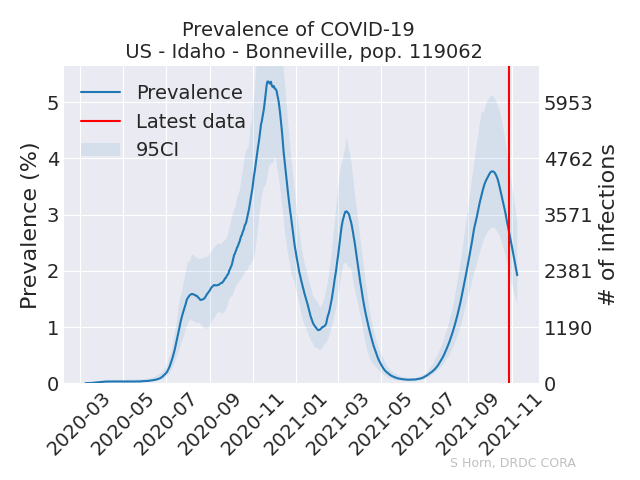 Prevalence of COVID-19
US - Idaho - Bonneville, pop. 119062
Prevalence
Latest data
95CI
Prevalence (%)
5
4
3
2
1
0
5953
4762
3571
2381
1190
0
# of infections
2020-03
2020-05
2020-07
2020-09
2020-11
2021-01
2021-03
2021-05
2021-07
2021-09
2021-11
S Horn, DRDC CORA